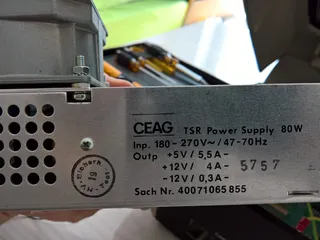 CEAG TSR Power Supply 80W
Inp. 180-270V~/47-70Hz
Outp +5V/5,5A-
+12V/ 4A-
-12V/0,3A-
5757
Sach Nr. 40071065855
19